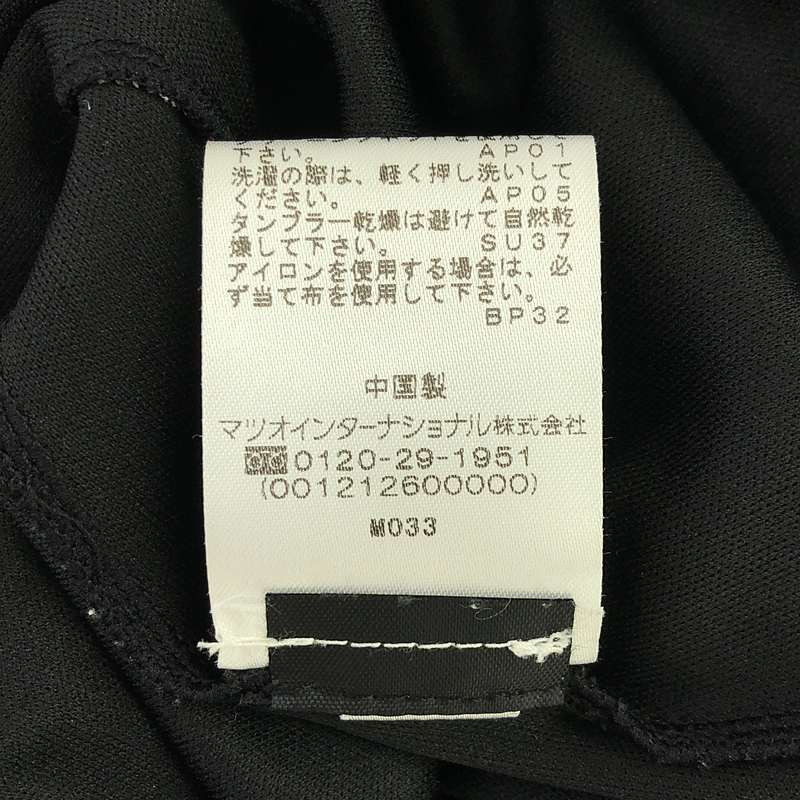 下さい。 AP01
洗濯の際は、軽く押し洗いして
ください。 AP05
タンブラー乾燥は避けて自然乾
燥して下さい。 SU37
アイロンを使用する場合は、必
ず当て布を使用して下さい。
BP32
中国製
マツオインターナショナル株式会社
0120-29-1951
(001212600000)
M033